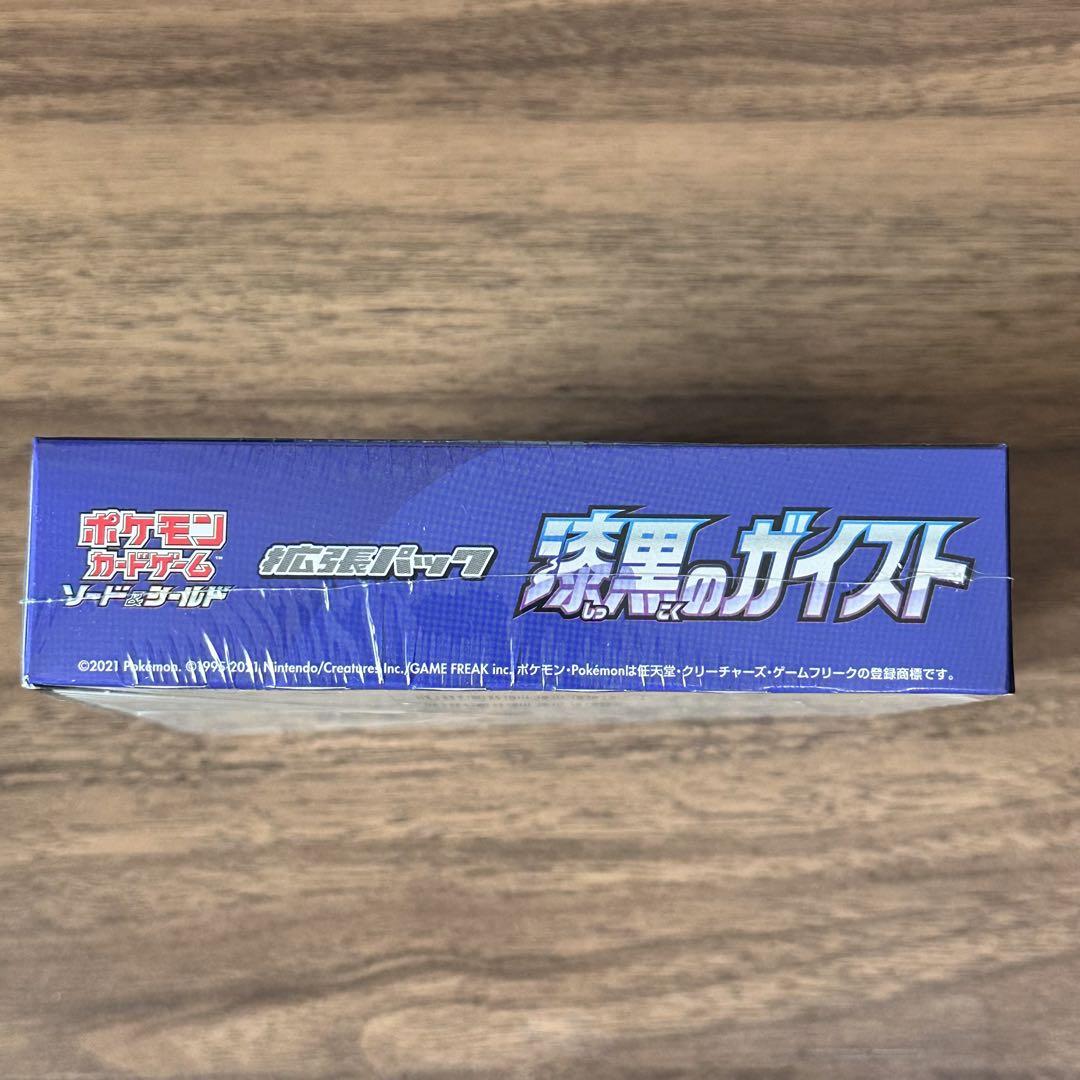 ポケモン
カードゲーム™
ソード&シールド
拡張パック
漆黒のガイスト
しっ こく
©2021 Pokémon. ©1995-2021 Nintendo/Creatures Inc./GAME FREAK inc. ポケモン・Pokémonは任天堂・クリーチャーズ・ゲームフリークの登録商標です。